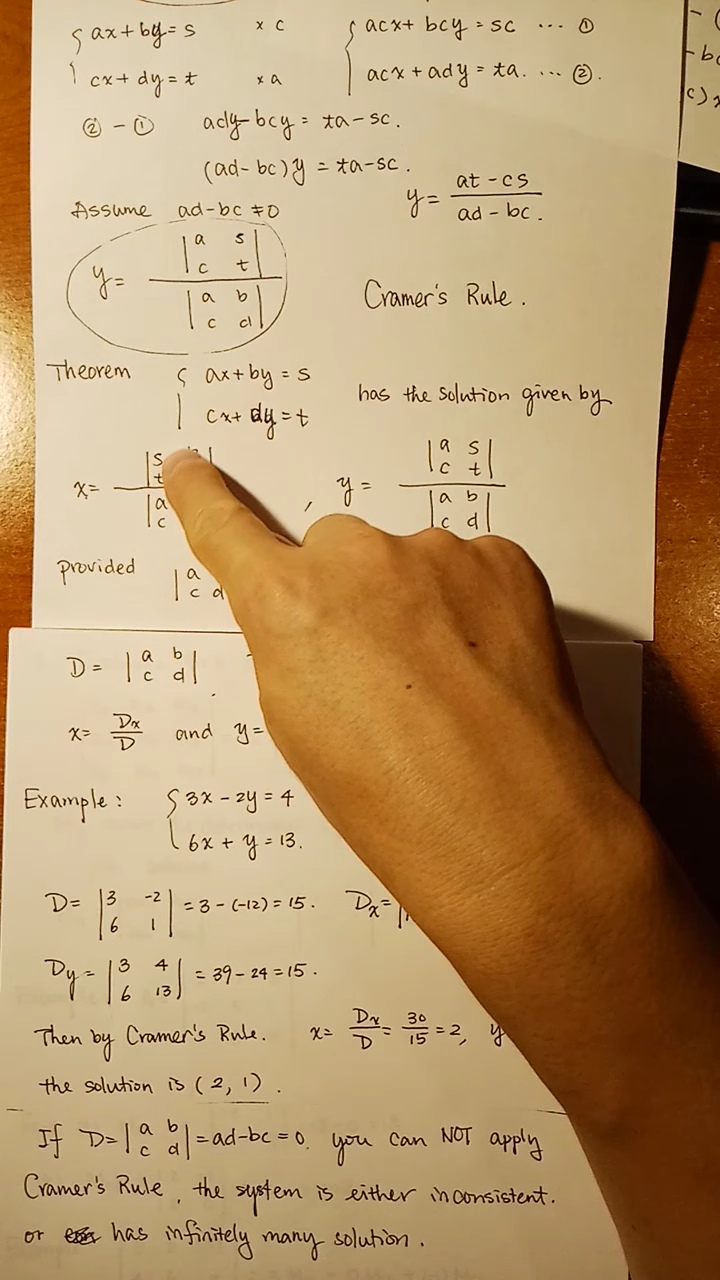 ax+by=s × c acx+ bcy = sc ... ①
cx+dy=t ×a acx+ady = ta. ... ②.
② - ① ady-bcy = ta-sc.
(ad-bc)y = ta-sc.
Assume ad-bc ≠0 y= at-cs / ad-bc.
y= |a s
c t| / |a b
c d| Cramer's Rule.
Theorem { ax+by = s has the solution given by
cx+ dy=t
x= |s
|a
c , y = |a s
c t| / |a b
c d|
provided |a
c d
D= |a b
c d|.
x= Dx/D and y=
Example: { 3x-2y=4
6x+y=13.
D= |3 -2
6 1| =3-(-12)=15. Dx=
Dy= |3 4
6 13| = 39-24=15.
Then by Cramer's Rule. x= Dx/D = 30/15 =2, y
the solution is (2,1).
If D= |a b
c d| =ad-bc=0. you can NOT apply
Cramer's Rule, the system is either inconsistent.
or has infinitely many solution.